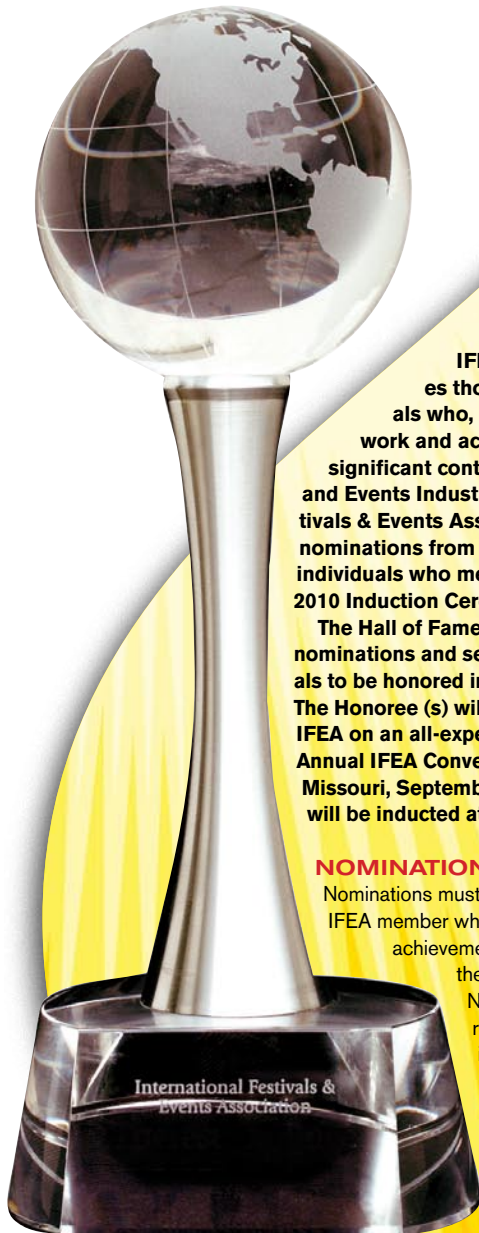 IF
es tho
als who,
work and ac
significant cont
and Events Indust
tivals & Events Ass
nominations from
individuals who me
2010 Induction Cer
The Hall of Fame
nominations and se
als to be honored i
The Honoree (s) wil
IFEA on an all-expe
Annual IFEA Conve
Missouri, Septemb
will be inducted a
NOMINATION
Nominations must
IFEA member wh
achieveme
the
N
r
International Festivals &
Events Association